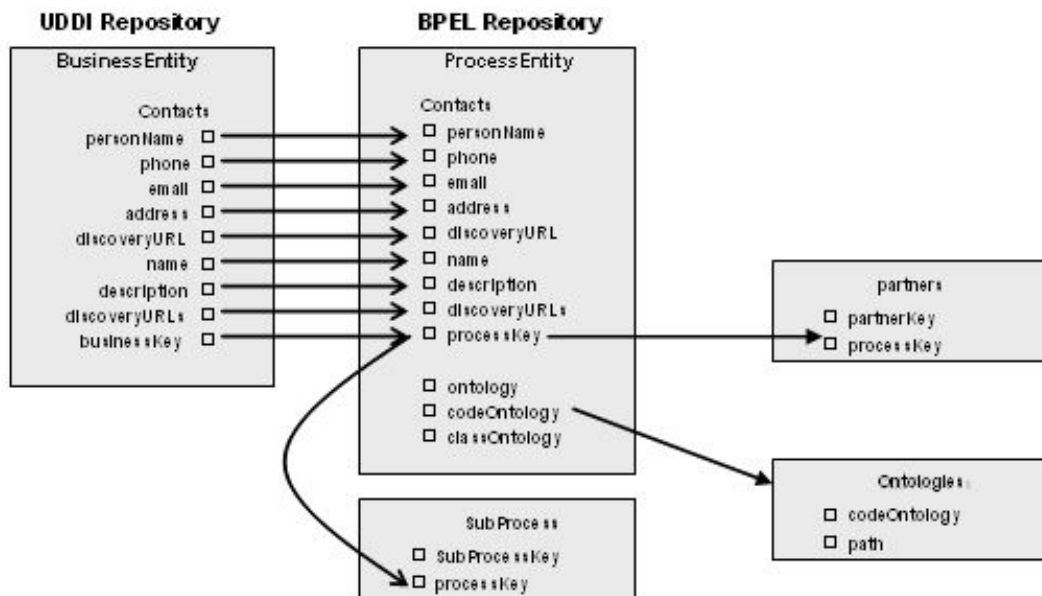 UDDI Repository
BPEL Repository
BusinessEntity
Contacts
personName
phone
email
address
discoveryURL
name
description
discoveryURLs
businessKey
ProcessEntity
Contacts
personName
phone
email
address
discoveryURL
name
description
discoveryURLs
processKey
ontology
codeOntology
classOntology
partners
partnerKey
processKey
Ontologies
codeOntology
path
SubProcess
SubProcessKey
processKey